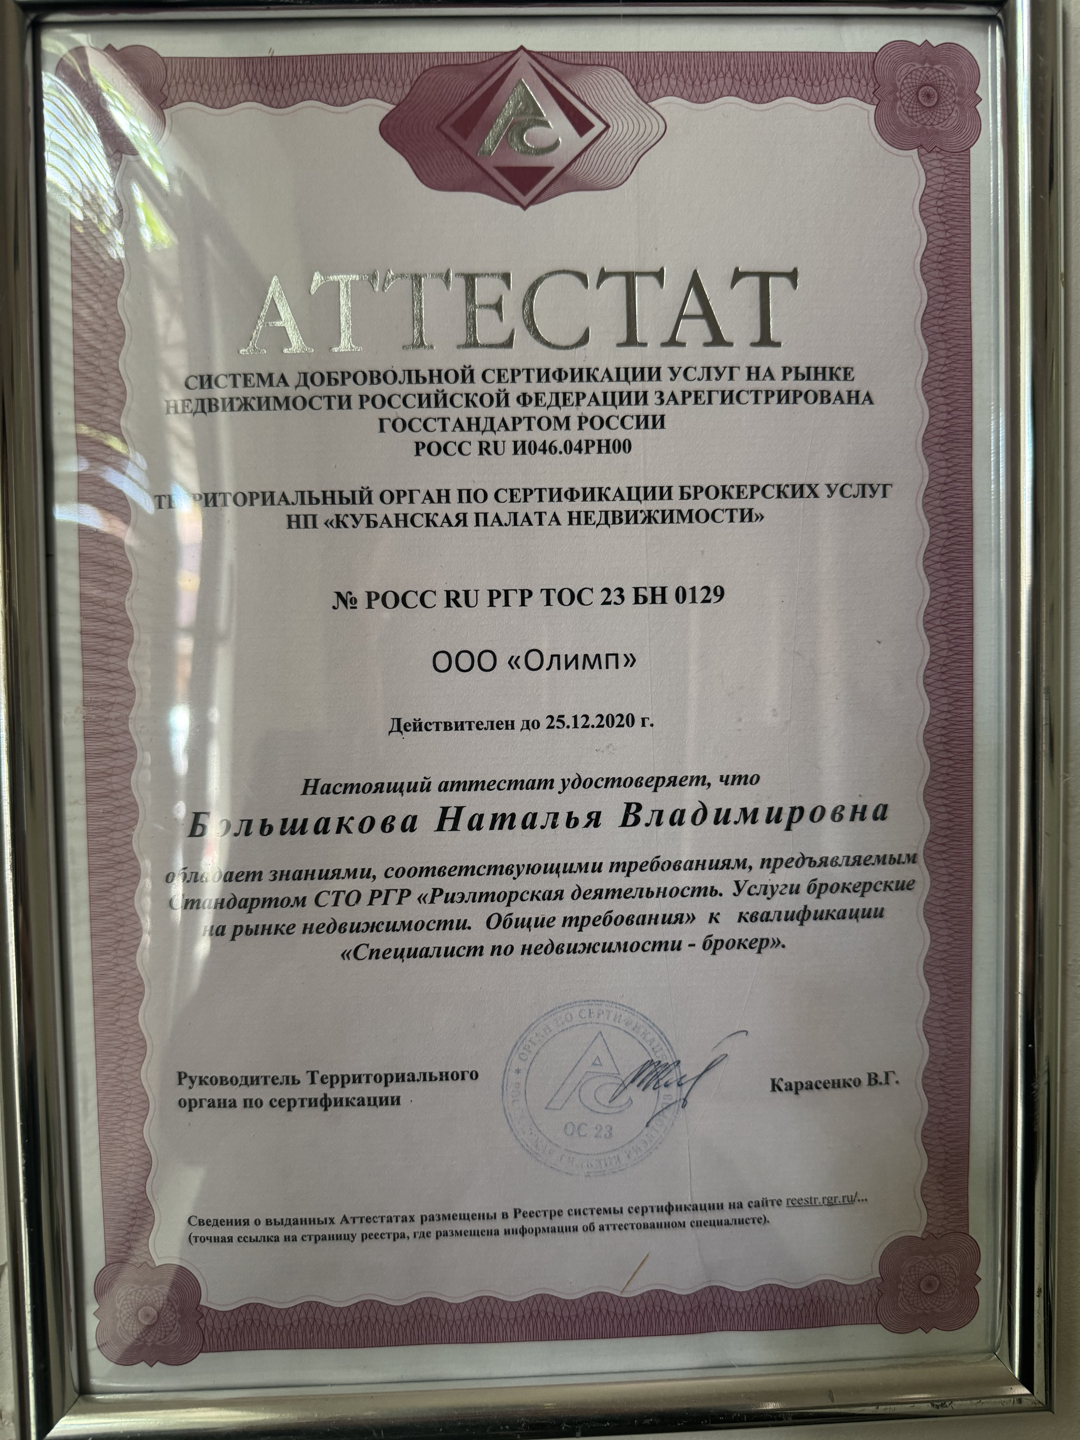 АТТЕСТАТ
СИСТЕМА ДОБРОВОЛЬНОЙ СЕРТИФИКАЦИИ УСЛУГ НА РЫНКЕ
НЕДВИЖИМОСТИ РОССИЙСКОЙ ФЕДЕРАЦИИ ЗАРЕГИСТРИРОВАНА
ГОССТАНДАРТОМ РОССИИ
РОСС RU И046.04РН00
ТЕРРИТОРИАЛЬНЫЙ ОРГАН ПО СЕРТИФИКАЦИИ БРОКЕРСКИХ УСЛУГ
НП «КУБАНСКАЯ ПАЛАТА НЕДВИЖИМОСТИ»
№ РОСС RU РГР ТОС 23 БН 0129
ООО «Олимп»
Действителен до 25.12.2020 г.
Настоящий аттестат удостоверяет, что
Большакова Наталья Владимировна
обладает знаниями, соответствующими требованиям, предъявляемым
Стандартом СТО РГР «Риэлторская деятельность. Услуги брокерские
на рынке недвижимости. Общие требования» к квалификации
«Специалист по недвижимости - брокер».
Руководитель Территориального
органа по сертификации
ОРГАН ПО СЕРТИФИКАЦИИ
РС
ОС 23
Карасенко В.Г.
Сведения о выданных Аттестатах размещены в Реестре системы сертификации на сайте reestr.rgr.ru/...
(точная ссылка на страницу реестра, где размещена информация об аттестованном специалисте).